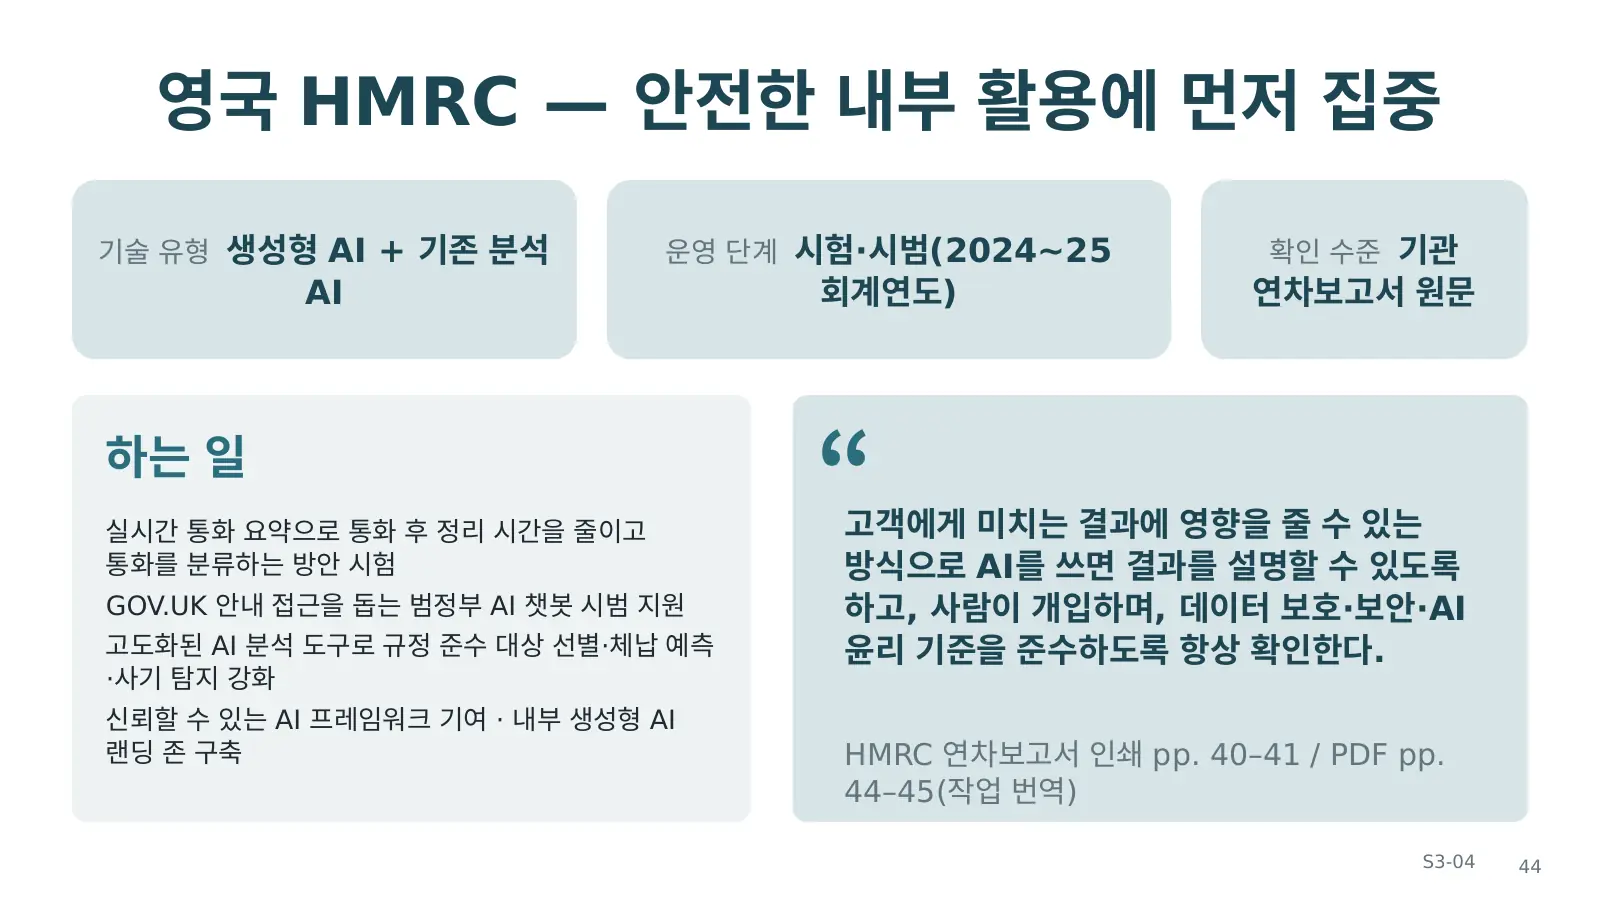 영국 HMRC — 안전한 내부 활용에 먼저 집중
기술 유형 생성형 AI + 기존 분석
AI
운영 단계 시험·시범(2024~25
회계연도)
확인 수준 기관
연차보고서 원문
하는 일
실시간 통화 요약으로 통화 후 정리 시간을 줄이고
통화를 분류하는 방안 시험
GOV.UK 안내 접근을 돕는 범정부 AI 챗봇 시범 지원
고도화된 AI 분석 도구로 규정 준수 대상 선별·체납 예측
·사기 탐지 강화
신뢰할 수 있는 AI 프레임워크 기여 · 내부 생성형 AI
랜딩 존 구축
“
고객에게 미치는 결과에 영향을 줄 수 있는
방식으로 AI를 쓰면 결과를 설명할 수 있도록
하고, 사람이 개입하며, 데이터 보호·보안·AI
윤리 기준을 준수하도록 항상 확인한다.
HMRC 연차보고서 인쇄 pp. 40–41 / PDF pp.
44–45(작업 번역)
S3-04
44